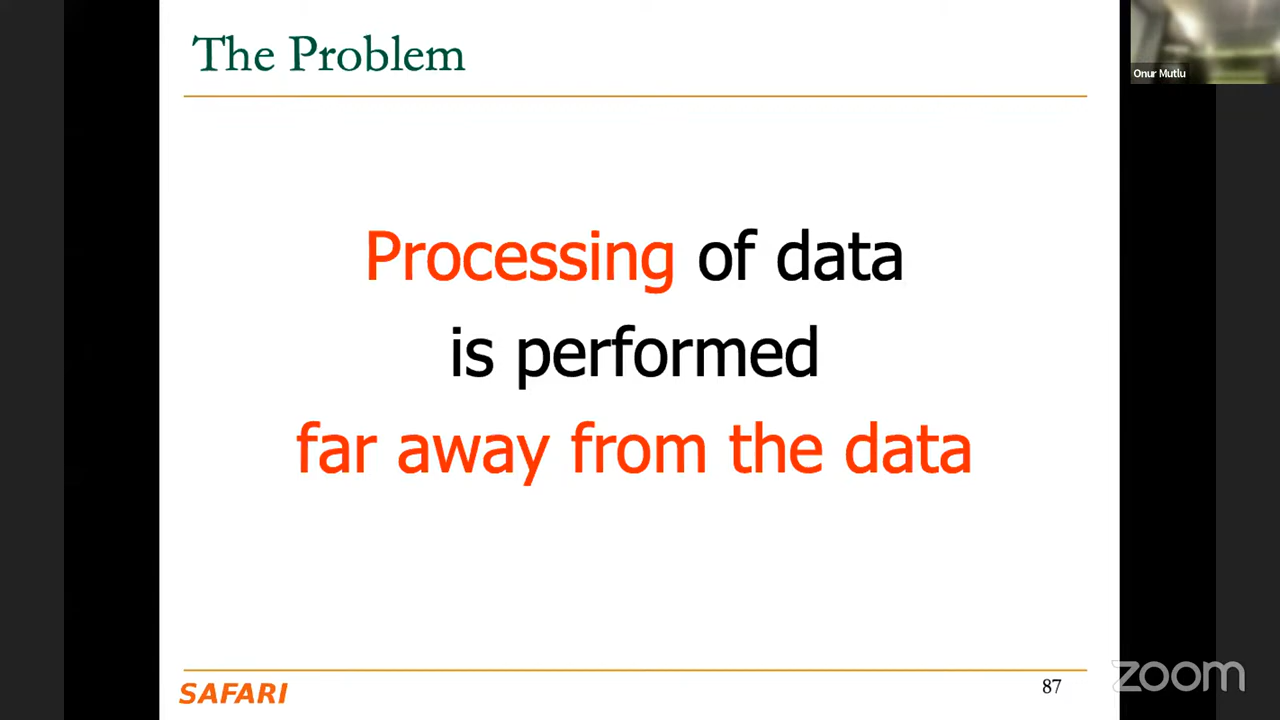 The Problem
Onur Mutlu
Processing of data
is performed
far away from the data
SAFARI
87
zoom